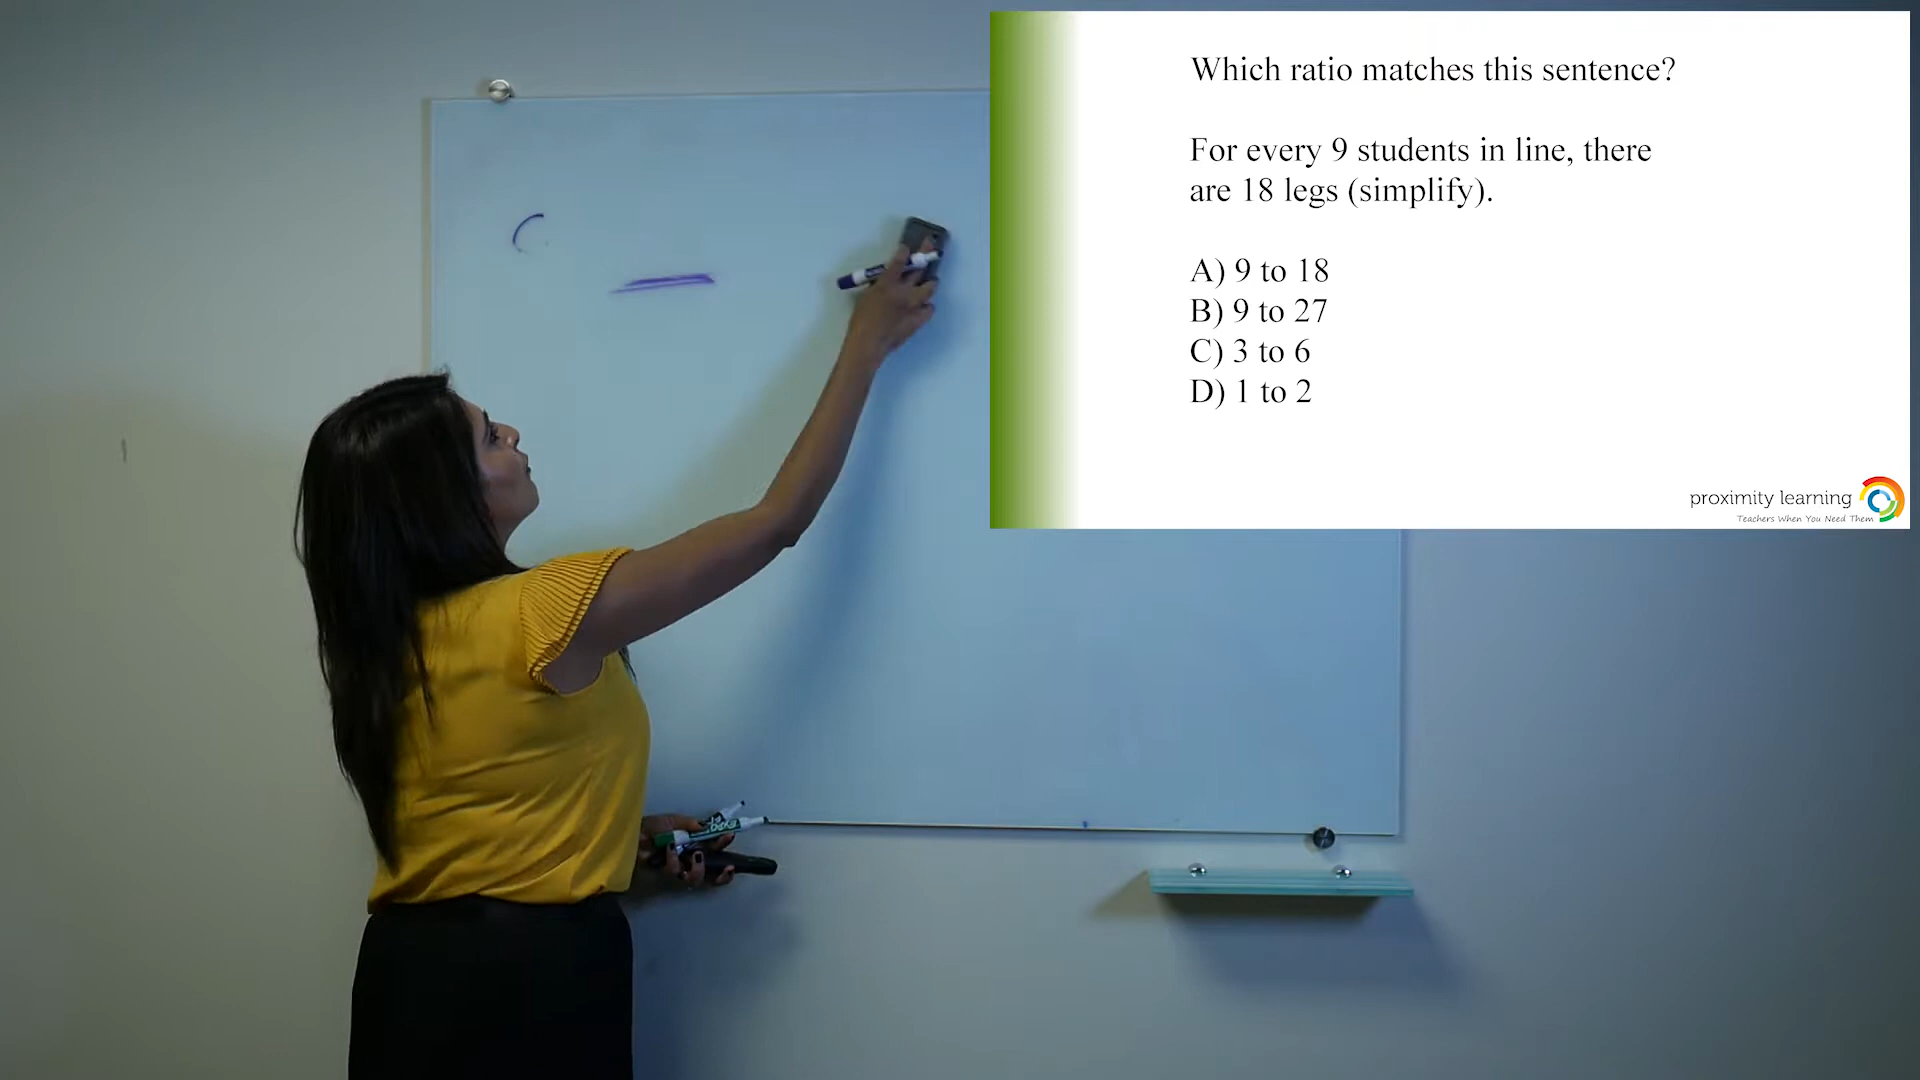 Which ratio matches this sentence?
For every 9 students in line, there
are 18 legs (simplify).
A) 9 to 18
B) 9 to 27
C) 3 to 6
D) 1 to 2
proximity learning
Teachers When You Need Them
EXPO